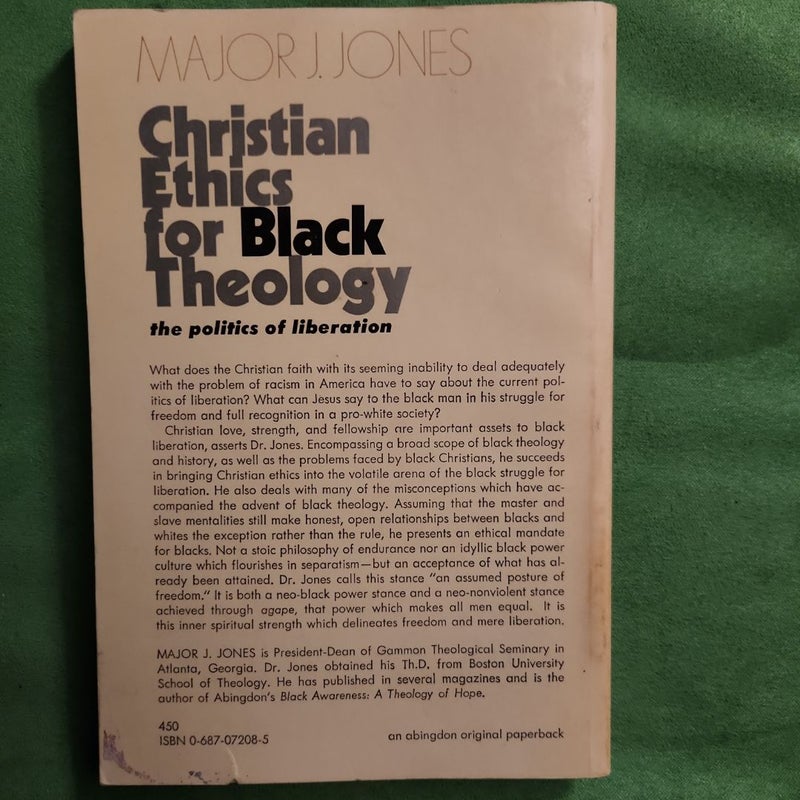 MAJOR J. JONES
Christian
Ethics
for Black
Theology
the politics of liberation
What does the Christian faith with its seeming inability to deal adequately
with the problem of racism in America have to say about the current pol-
itics of liberation? What can Jesus say to the black man in his struggle for
freedom and full recognition in a pro-white society?
Christian love, strength, and fellowship are important assets to black
liberation, asserts Dr. Jones. Encompassing a broad scope of black theology
and history, as well as the problems faced by black Christians, he succeeds
in bringing Christian ethics into the volatile arena of the black struggle for
liberation. He also deals with many of the misconceptions which have ac-
companied the advent of black theology. Assuming that the master and
slave mentalities still make honest, open relationships between blacks and
whites the exception rather than the rule, he presents an ethical mandate
for blacks. Not a stoic philosophy of endurance nor an idyllic black power
culture which flourishes in separatism—but an acceptance of what has al-
ready been attained. Dr. Jones calls this stance "an assumed posture of
freedom." It is both a neo-black power stance and a neo-nonviolent stance
achieved through agape, that power which makes all men equal. It is
this inner spiritual strength which delineates freedom and mere liberation.
MAJOR J. JONES is President-Dean of Gammon Theological Seminary in
Atlanta, Georgia. Dr. Jones obtained his Th.D. from Boston University
School of Theology. He has published in several magazines and is the
author of Abingdon's Black Awareness: A Theology of Hope.
450
ISBN 0-687-07208-5
an abingdon original paperback